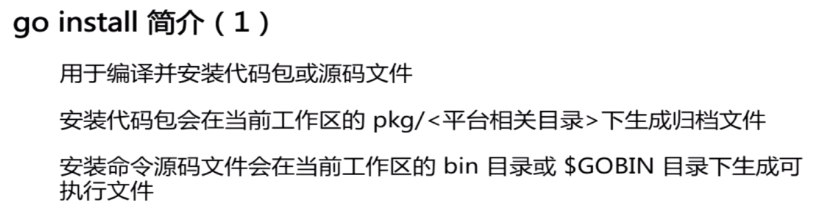 go install 简介（1）
用于编译并安装代码包或源码文件
安装代码包会在当前工作区的 pkg/<平台相关目录>下生成归档文件
安装命令源码文件会在当前工作区的 bin 目录或 $GOBIN 目录下生成可
执行文件